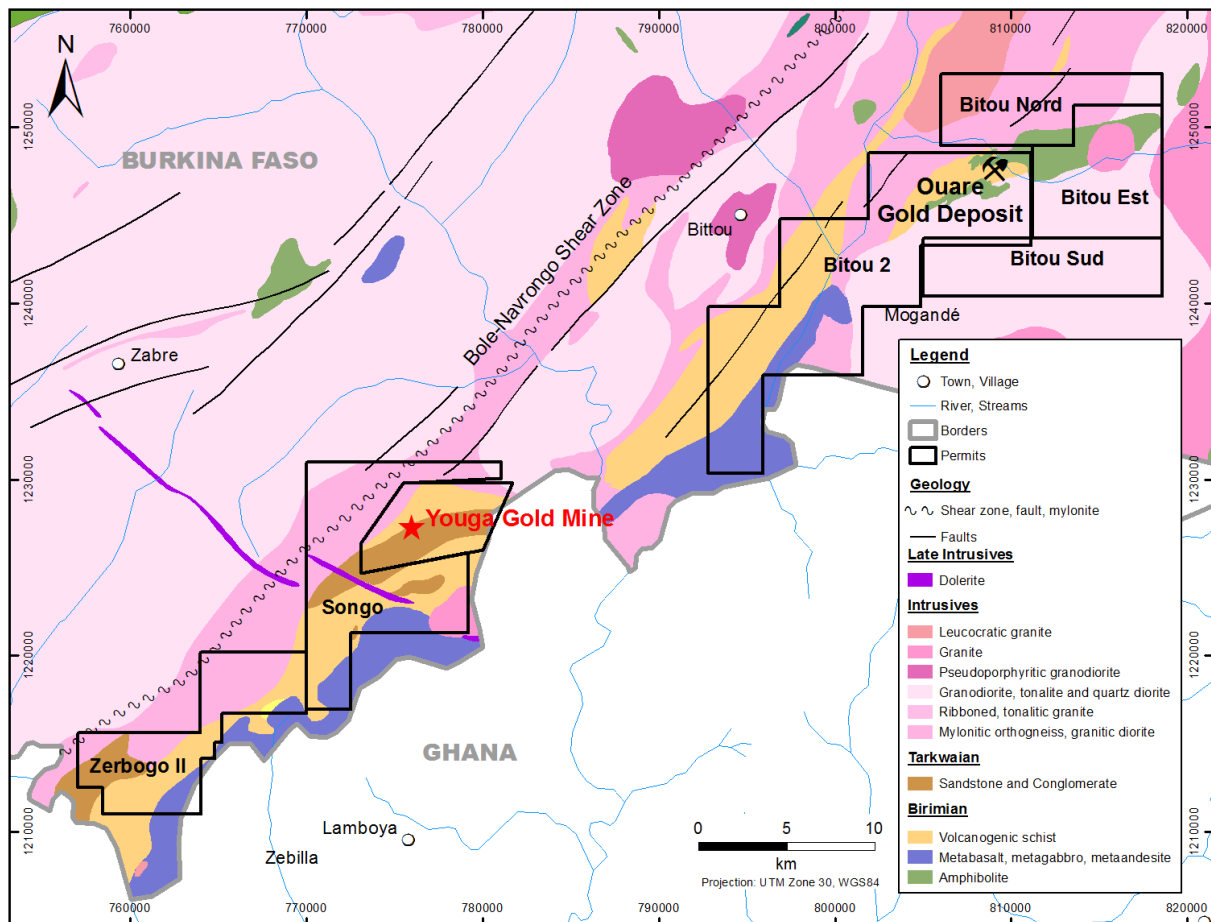 760000
770000
780000
790000
800000
810000
820000
N
1250000
1250000
BURKINA FASO
Bitou Nord
Ouare
Gold Deposit
Bitou Est
Bittou
Bitou 2
Bitou Sud
Bole-Navrongo Shear Zone
1240000
1240000
Mogandé
Zabre
Legend
Town, Village
River, Streams
Borders
Permits
Geology
Shear zone, fault, mylonite
Faults
Late Intrusives
Dolerite
Intrusives
Leucocratic granite
Granite
Pseudoporphyritic granodiorite
Granodiorite, tonalite and quartz diorite
Ribboned, tonalitic granite
Mylonitic orthogneiss, granitic diorite
Tarkwaian
Sandstone and Conglomerate
Birimian
Volcanogenic schist
Metabasalt, metagabbro, metaandesite
Amphibolite
1230000
1230000
Youga Gold Mine
Songo
1220000
1220000
GHANA
Zerbogo II
1210000
1210000
Lamboya
Zebilla
0
5
10
km
Projection: UTM Zone 30, WGS84
760000
770000
780000
790000
800000
810000
820000